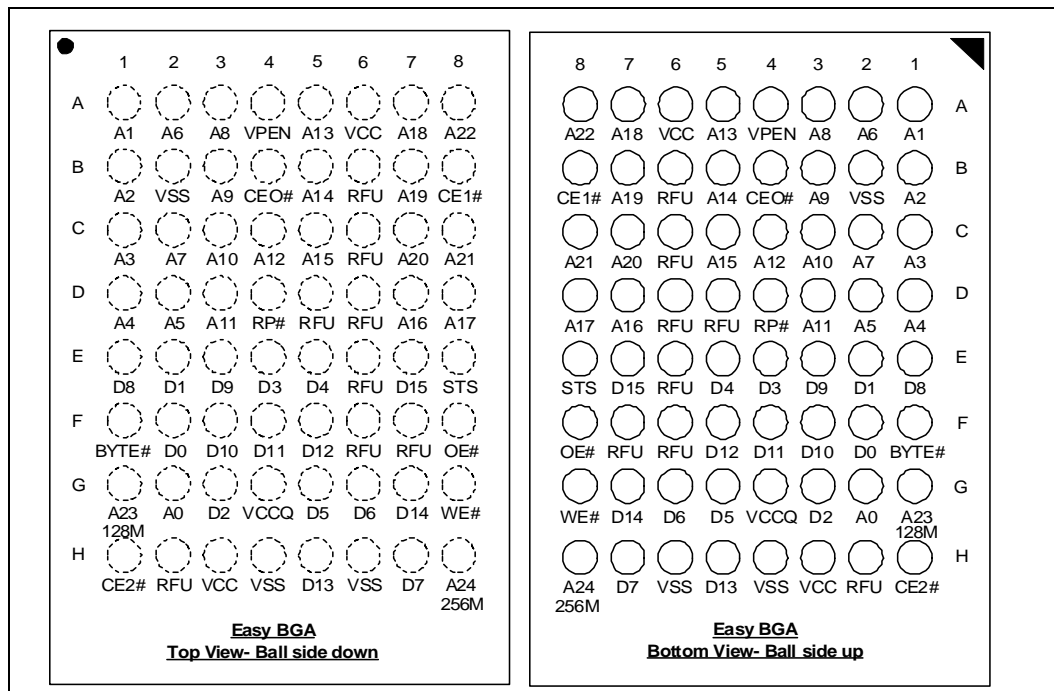 1 2 3 4 5 6 7 8
A
A1 A6 A8 VPEN A13 VCC A18 A22
B
A2 VSS A9 CEO# A14 RFU A19 CE1#
C
A3 A7 A10 A12 A15 RFU A20 A21
D
A4 A5 A11 RP# RFU RFU A16 A17
E
D8 D1 D9 D3 D4 RFU D15 STS
F
BYTE# D0 D10 D11 D12 RFU RFU OE#
G
A23 A0 D2 VCCQ D5 D6 D14 WE#
128M
H
CE2# RFU VCC VSS D13 VSS D7 A24
256M
Easy BGA
Top View- Ball side down
8 7 6 5 4 3 2 1
A
A22 A18 VCC A13 VPEN A8 A6 A1
B
CE1# A19 RFU A14 CEO# A9 VSS A2
C
A21 A20 RFU A15 A12 A10 A7 A3
D
A17 A16 RFU RFU RP# A11 A5 A4
E
STS D15 RFU D4 D3 D9 D1 D8
F
OE# RFU RFU D12 D11 D10 D0 BYTE#
G
WE# D14 D6 D5 VCCQ D2 A0 A23
128M
H
A24 D7 VSS D13 VSS VCC RFU CE2#
256M
Easy BGA
Bottom View- Ball side up